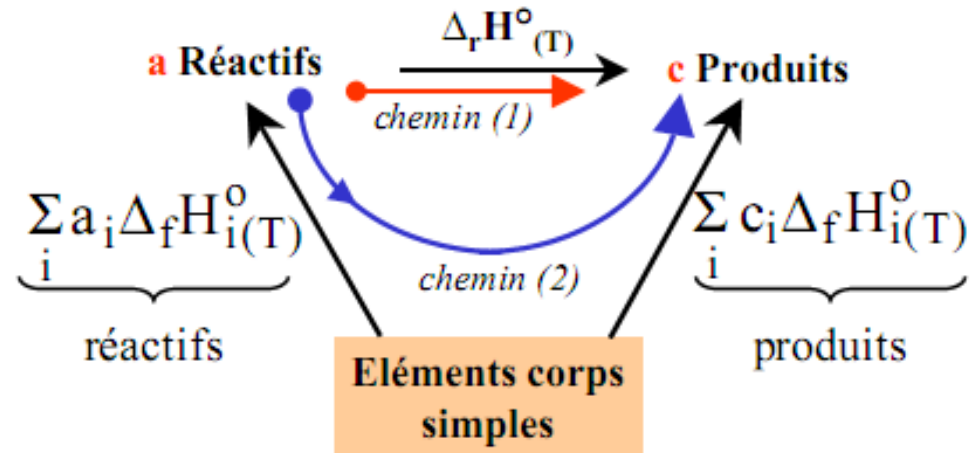 ΔrH°(T)
a Réactifs
c Produits
chemin (1)
∑i aiΔfH°i(T)
∑i ciΔfH°i(T)
chemin (2)
réactifs
produits
Eléments corps
simples